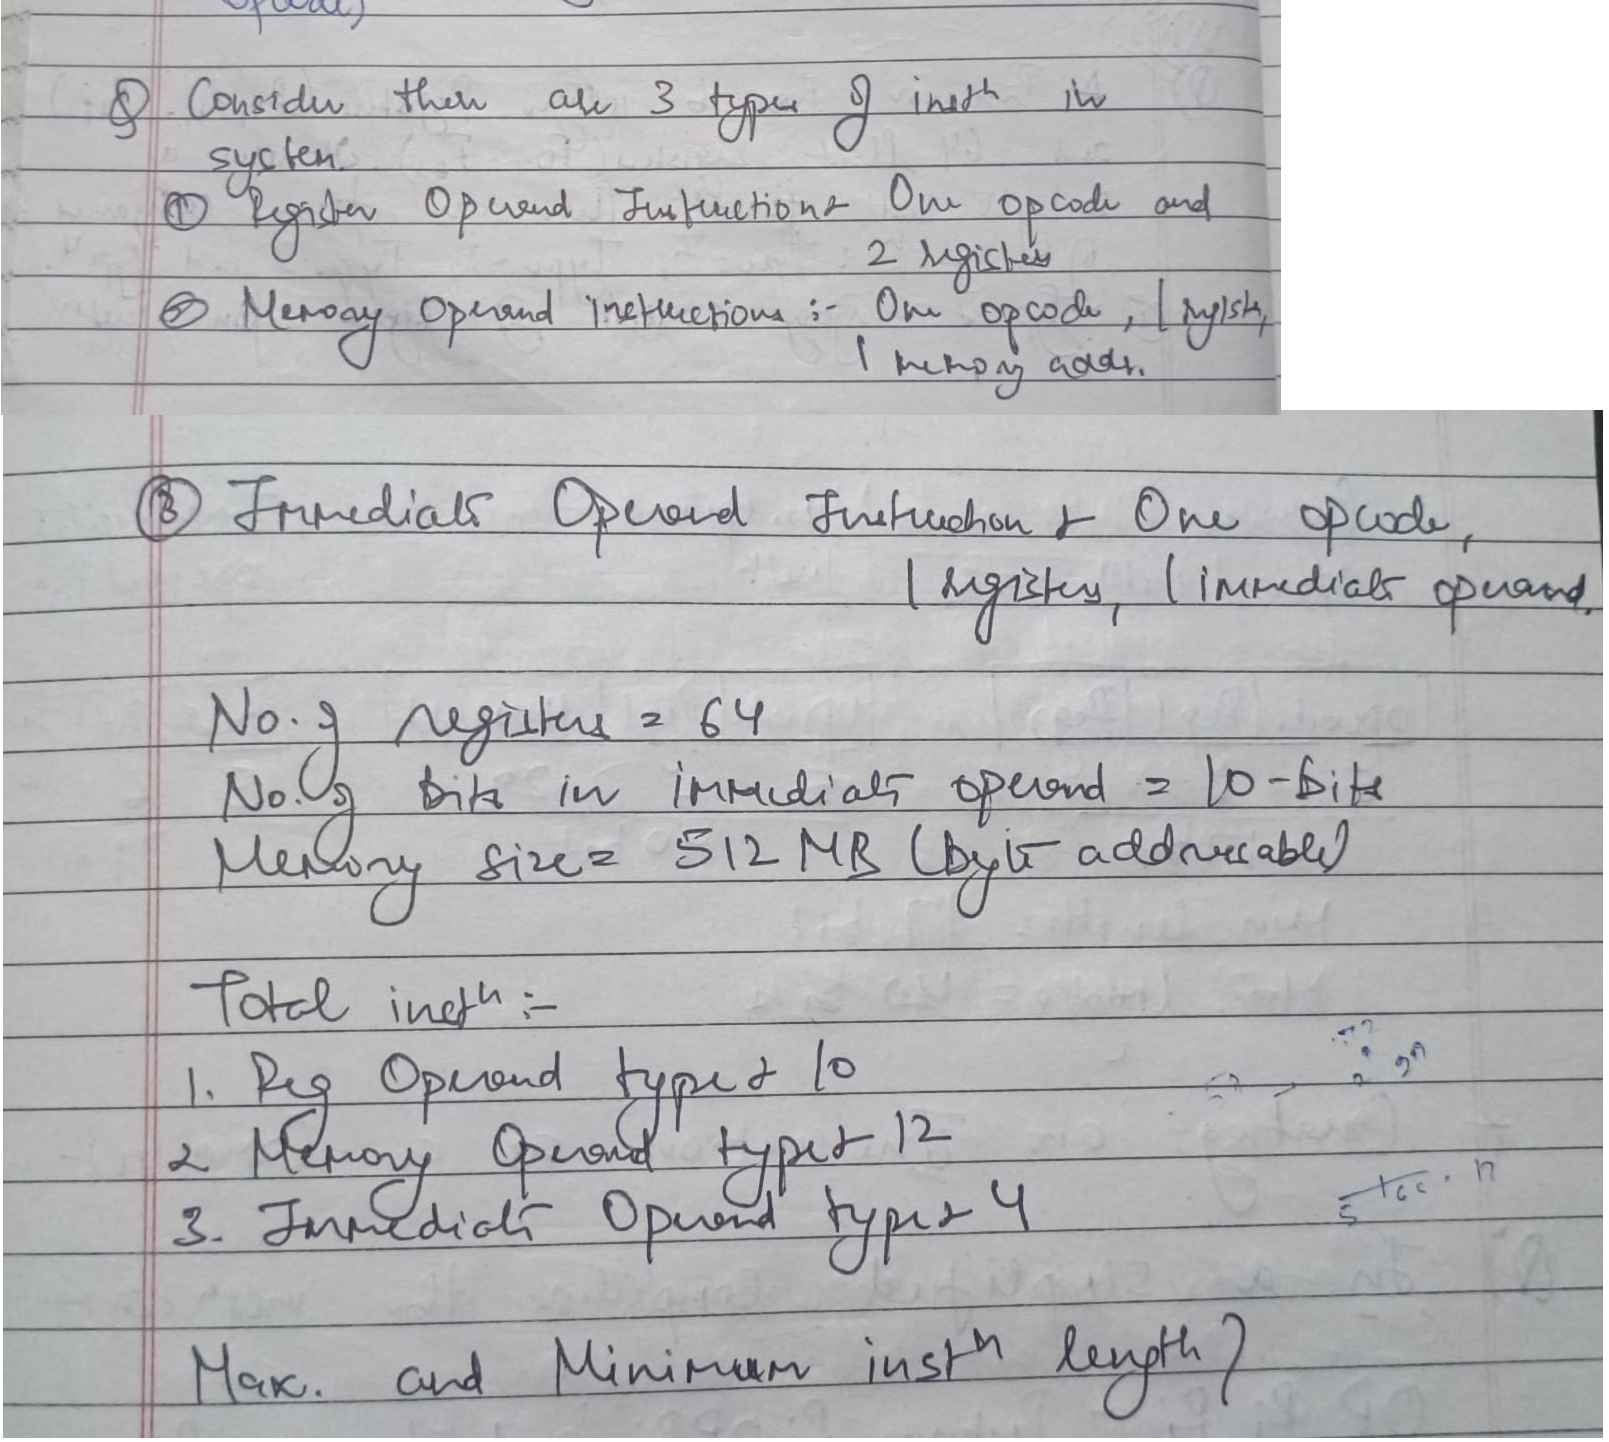 opcode)
Q Consider there are 3 types of instn in
system.
① Register Operand Instructions One opcode and
2 registers
② Memory Operand instructions :- One opcode, 1 register,
1 memory addr.
③ Immediate Operand Instruction One opcode,
1 registers, 1 immediate operand.
No. of registers = 64
No. of bits in immediate operand = 10-bits
Memory size = 512 MB (byte addressable)
Total instn :-
1. Reg Operand type 10
2 Memory Operand type 12
3. Immediate Operand type 4
Max. and Minimum instn length?